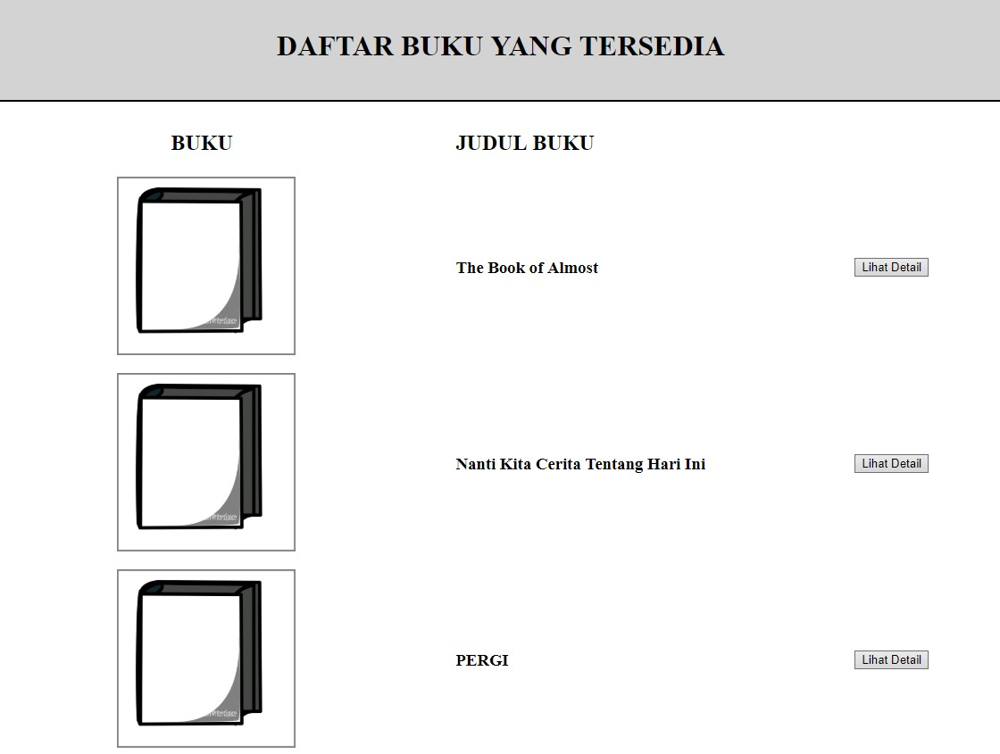 DAFTAR BUKU YANG TERSEDIA
BUKU JUDUL BUKU
The Book of Almost Lihat Detail
Nanti Kita Cerita Tentang Hari Ini Lihat Detail
PERGI Lihat Detail